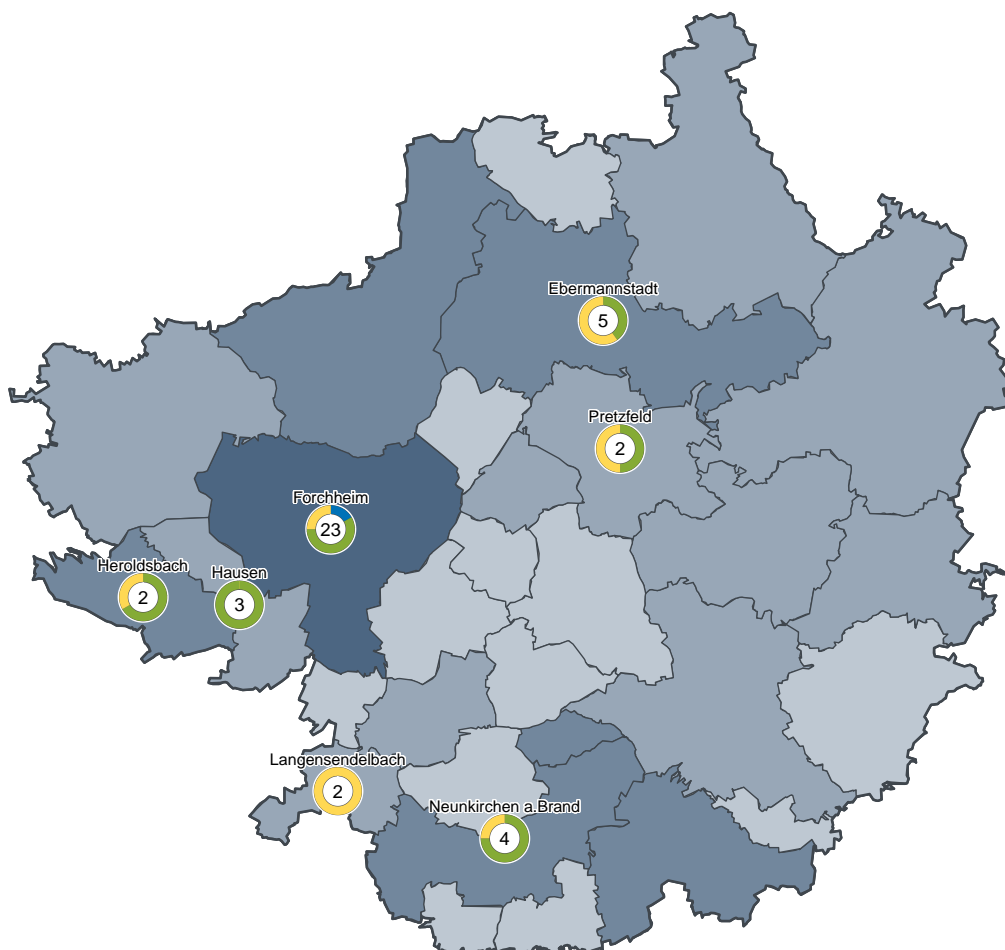 Ebermannstadt
5
Pretzfeld
2
Forchheim
23
Heroldsbach
2
Hausen
3
Langensendelbach
2
Neunkirchen a.Brand
4